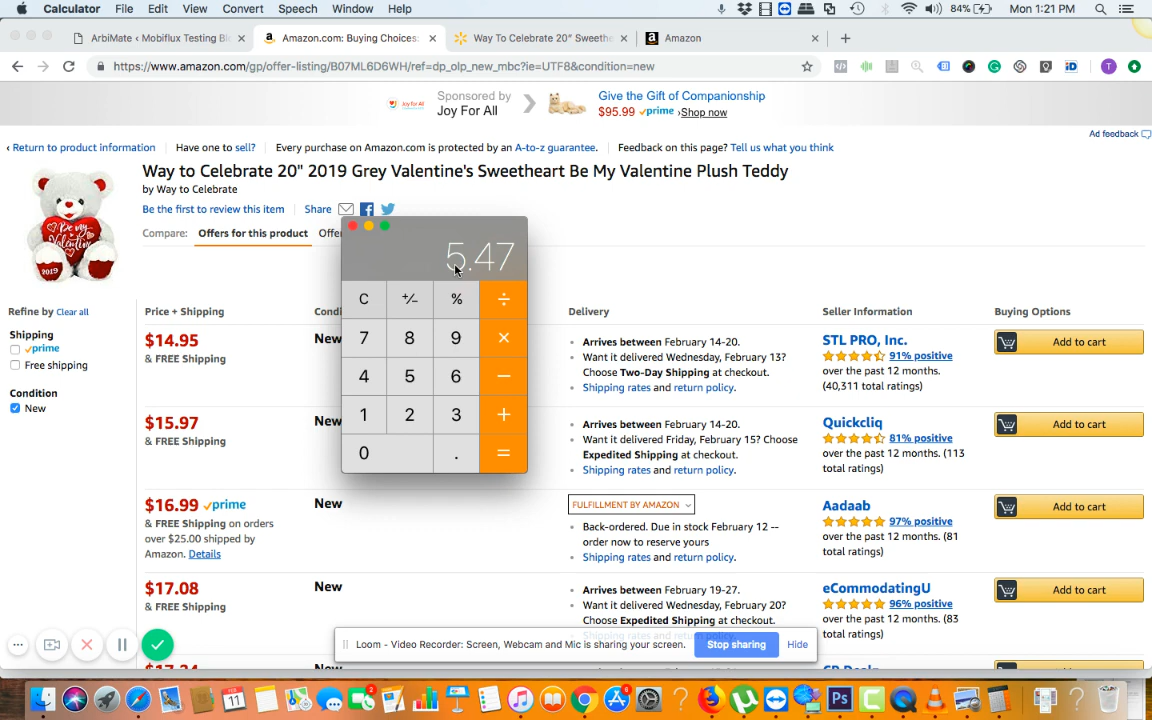 Calculator File Edit View Convert Speech Window Help 84% Mon 1:21 PM
ArbiMate ‹ Mobiflux Testing Bl × Amazon.com: Buying Choices: × Way To Celebrate 20" Sweethe × Amazon × +
https://www.amazon.com/gp/offer-listing/B07ML6D6WH/ref=dp_olp_new_mbc?ie=UTF8&condition=new
Joy for All
Sponsored by
Joy For All
Give the Gift of Companionship
$95.99 prime ›Shop now
Ad feedback
‹ Return to product information Have one to sell? Every purchase on Amazon.com is protected by an A-to-z guarantee. Feedback on this page? Tell us what you think
Be my
Valentine
2019
Way to Celebrate 20" 2019 Grey Valentine's Sweetheart Be My Valentine Plush Teddy
by Way to Celebrate
Be the first to review this item Share
Compare: Offers for this product Offe
5.47
C +/- % ÷
7 8 9 ×
4 5 6 −
1 2 3 +
0 . =
Refine by Clear all
Shipping
prime
Free shipping
Condition
New
Price + Shipping Condi Delivery Seller Information Buying Options
$14.95
& FREE Shipping
New
Arrives between February 14-20.
Want it delivered Wednesday, February 13?
Choose Two-Day Shipping at checkout.
Shipping rates and return policy.
STL PRO, Inc.
91% positive
over the past 12 months.
(40,311 total ratings)
Add to cart
$15.97
& FREE Shipping
New
Arrives between February 14-20.
Want it delivered Friday, February 15? Choose
Expedited Shipping at checkout.
Shipping rates and return policy.
Quickcliq
81% positive
over the past 12 months. (113
total ratings)
Add to cart
$16.99 prime
& FREE Shipping on orders
over $25.00 shipped by
Amazon. Details
New
FULFILLMENT BY AMAZON
Back-ordered. Due in stock February 12 --
order now to reserve yours
Shipping rates and return policy.
Aadaab
97% positive
over the past 12 months. (81
total ratings)
Add to cart
$17.08
& FREE Shipping
New
Arrives between February 19-27.
Want it delivered Wednesday, February 20?
Choose Expedited Shipping at checkout.
Shipping rates and return policy.
eCommodatingU
96% positive
over the past 12 months. (83
total ratings)
Add to cart
Loom - Video Recorder: Screen, Webcam and Mic is sharing your screen. Stop sharing Hide